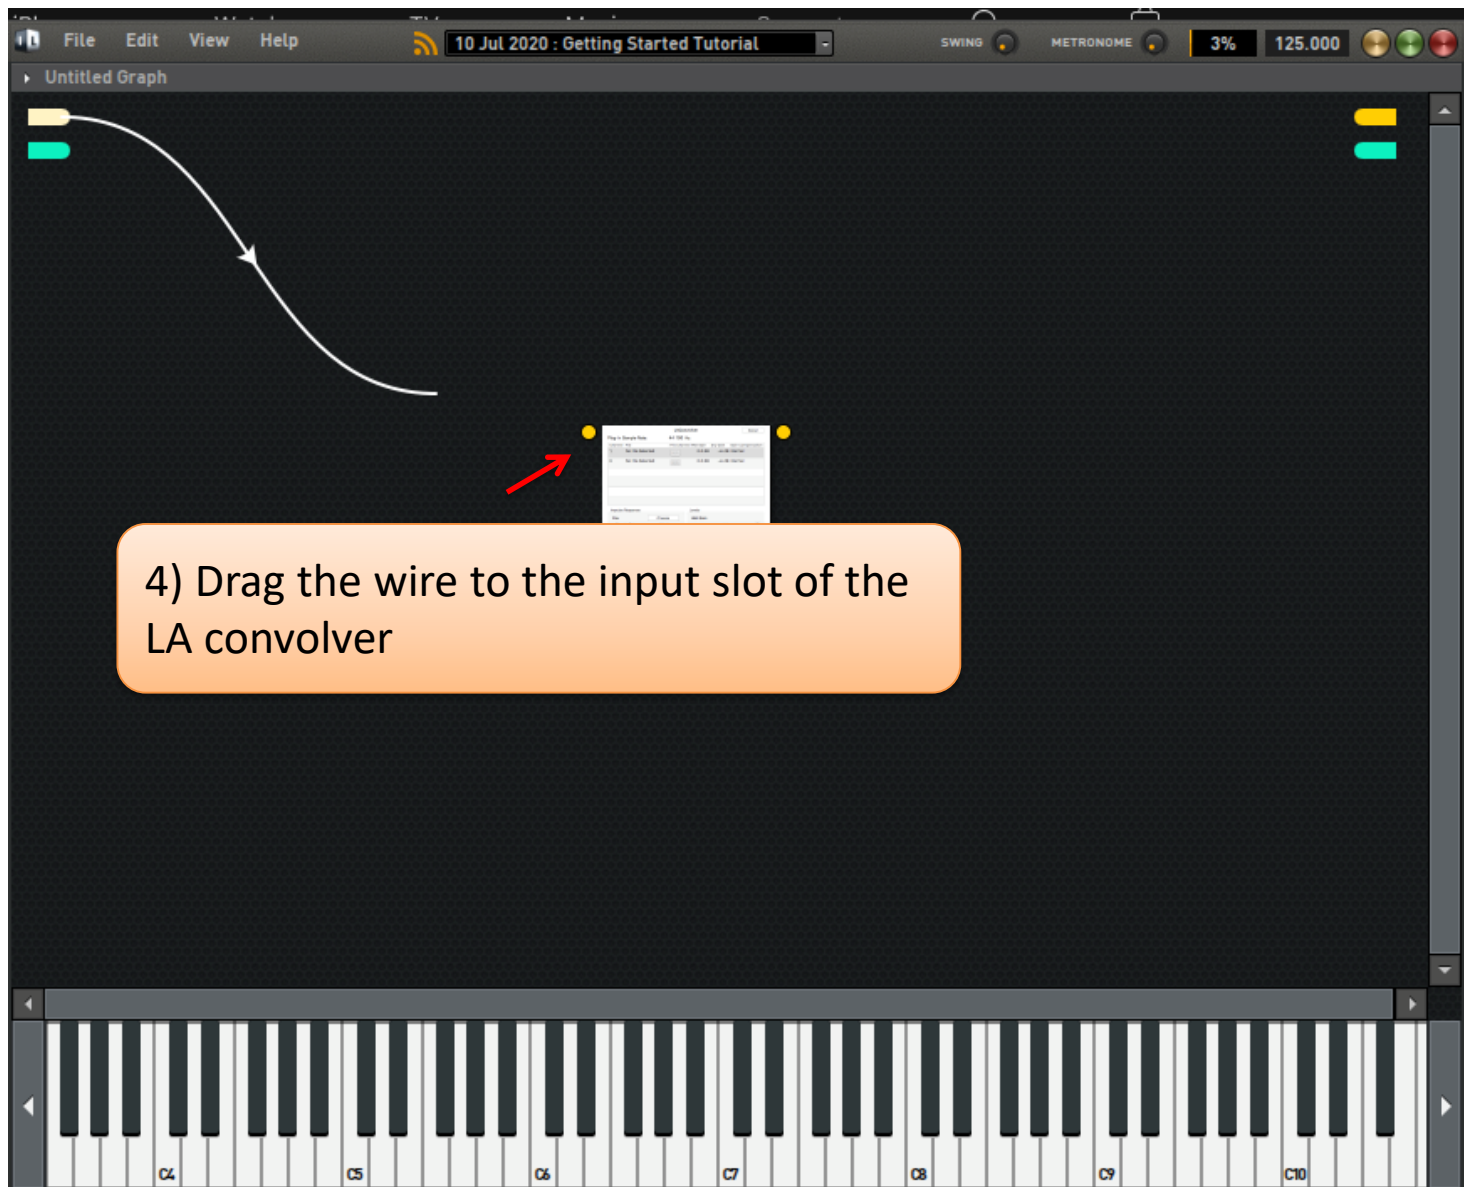 File Edit View Help 10 Jul 2020 : Getting Started Tutorial SWING METRONOME 3% 125.000
Untitled Graph
4) Drag the wire to the input slot of the
LA convolver
C4 C5 C6 C7 C8 C9 C10